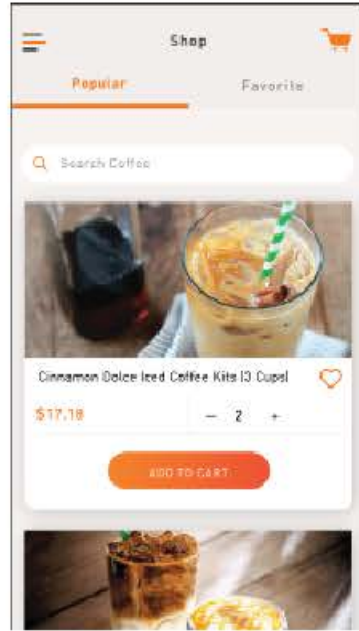 Shop
Popular Favorite
Search Coffee
Cinnamon Dolce Iced Coffee Kits (3 Cups)
$17.18
− 2 +
ADD TO CART